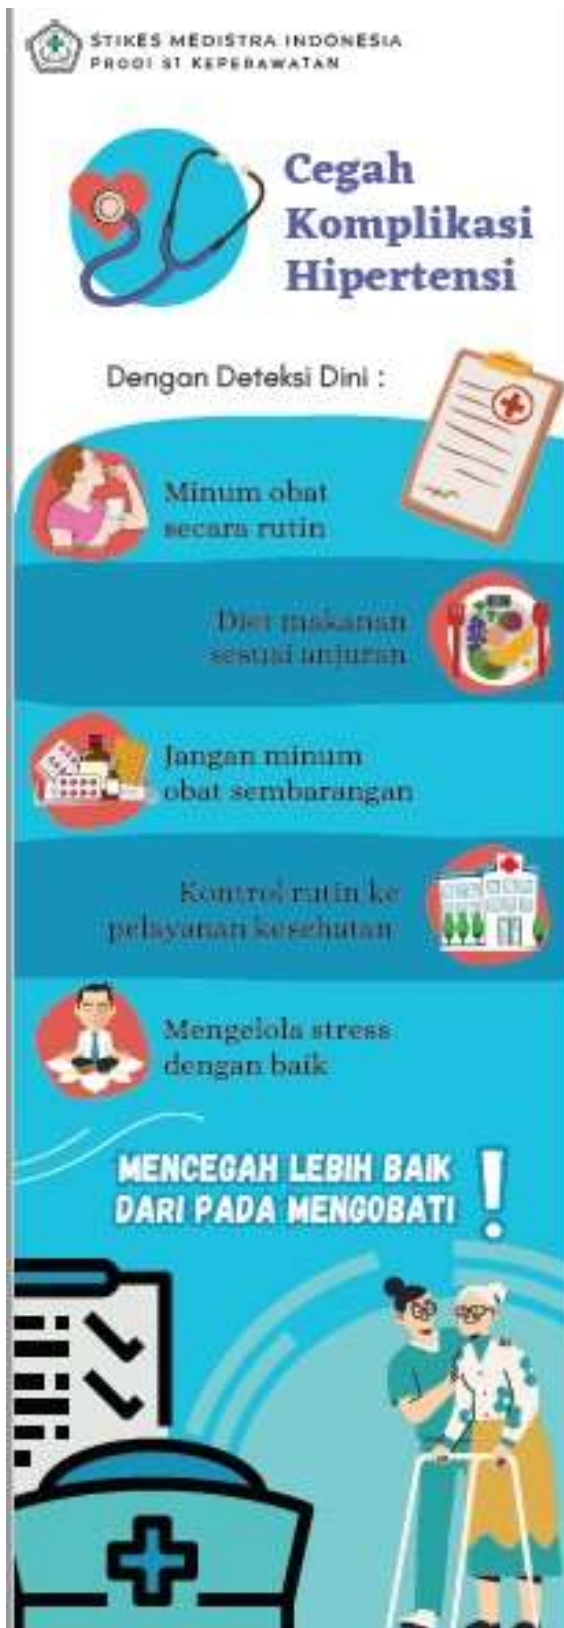 STIKES MEDISTRA INDONESIA
PRODI S1 KEPERAWATAN
Cegah
Komplikasi
Hipertensi
Dengan Deteksi Dini :
Minum obat
secara rutin
Diet makanan
sesuai anjuran
Jangan minum
obat sembarangan
Kontrol rutin ke
pelayanan kesehatan
Mengelola stress
dengan baik
MENCEGAH LEBIH BAIK
DARI PADA MENGOBATI !